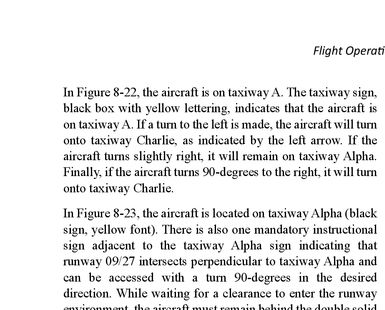 Flight Operati
In Figure 8-22, the aircraft is on taxiway A. The taxiway sign,
black box with yellow lettering, indicates that the aircraft is
on taxiway A. If a turn to the left is made, the aircraft will turn
onto taxiway Charlie, as indicated by the left arrow. If the
aircraft turns slightly right, it will remain on taxiway Alpha.
Finally, if the aircraft turns 90-degrees to the right, it will turn
onto taxiway Charlie.
In Figure 8-23, the aircraft is located on taxiway Alpha (black
sign, yellow font). There is also one mandatory instructional
sign adjacent to the taxiway Alpha sign indicating that
runway 09/27 intersects perpendicular to taxiway Alpha and
can be accessed with a turn 90-degrees in the desired
direction. While waiting for a clearance to enter the runway
environment, the aircraft must remain behind the double solid